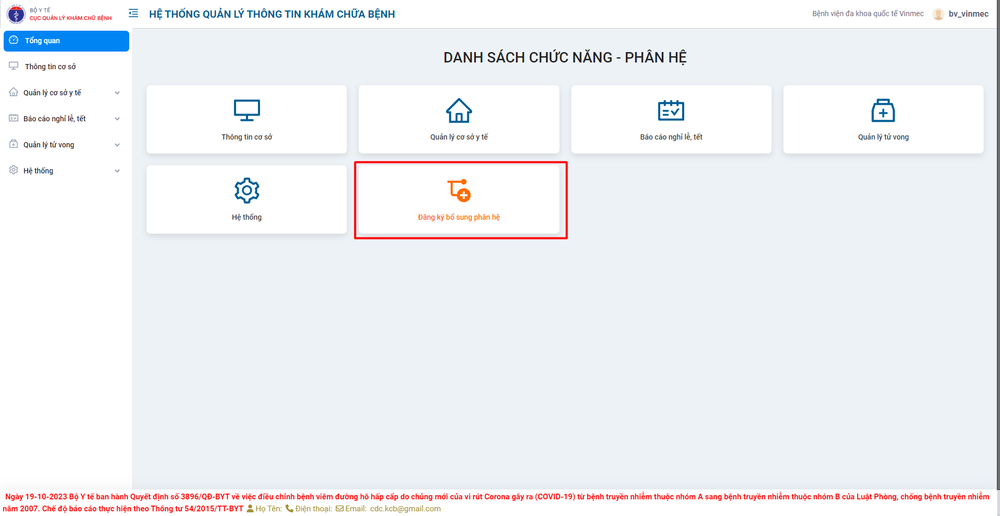 BỘ Y TẾ
CỤC QUẢN LÝ KHÁM CHỮ BỆNH
HỆ THỐNG QUẢN LÝ THÔNG TIN KHÁM CHỮA BỆNH
Bệnh viện đa khoa quốc tế Vinmec
bv_vinmec
Tổng quan
Thông tin cơ sở
Quản lý cơ sở y tế
Báo cáo nghỉ lễ, tết
Quản lý tử vong
Hệ thống
DANH SÁCH CHỨC NĂNG - PHÂN HỆ
Thông tin cơ sở
Quản lý cơ sở y tế
Báo cáo nghỉ lễ, tết
Quản lý tử vong
Hệ thống
Đăng ký bổ sung phân hệ
Ngày 19-10-2023 Bộ Y tế ban hành Quyết định số 3896/QĐ-BYT về việc điều chỉnh bệnh viêm đường hô hấp cấp do chủng mới của vi rút Corona gây ra (COVID-19) từ bệnh truyền nhiễm thuộc nhóm A sang bệnh truyền nhiễm thuộc nhóm B của Luật Phòng, chống bệnh truyền nhiễm
năm 2007. Chế độ báo cáo thực hiện theo Thông tư 54/2015/TT-BYT Họ Tên: Điện thoại: Email: cdc.kcb@gmail.com